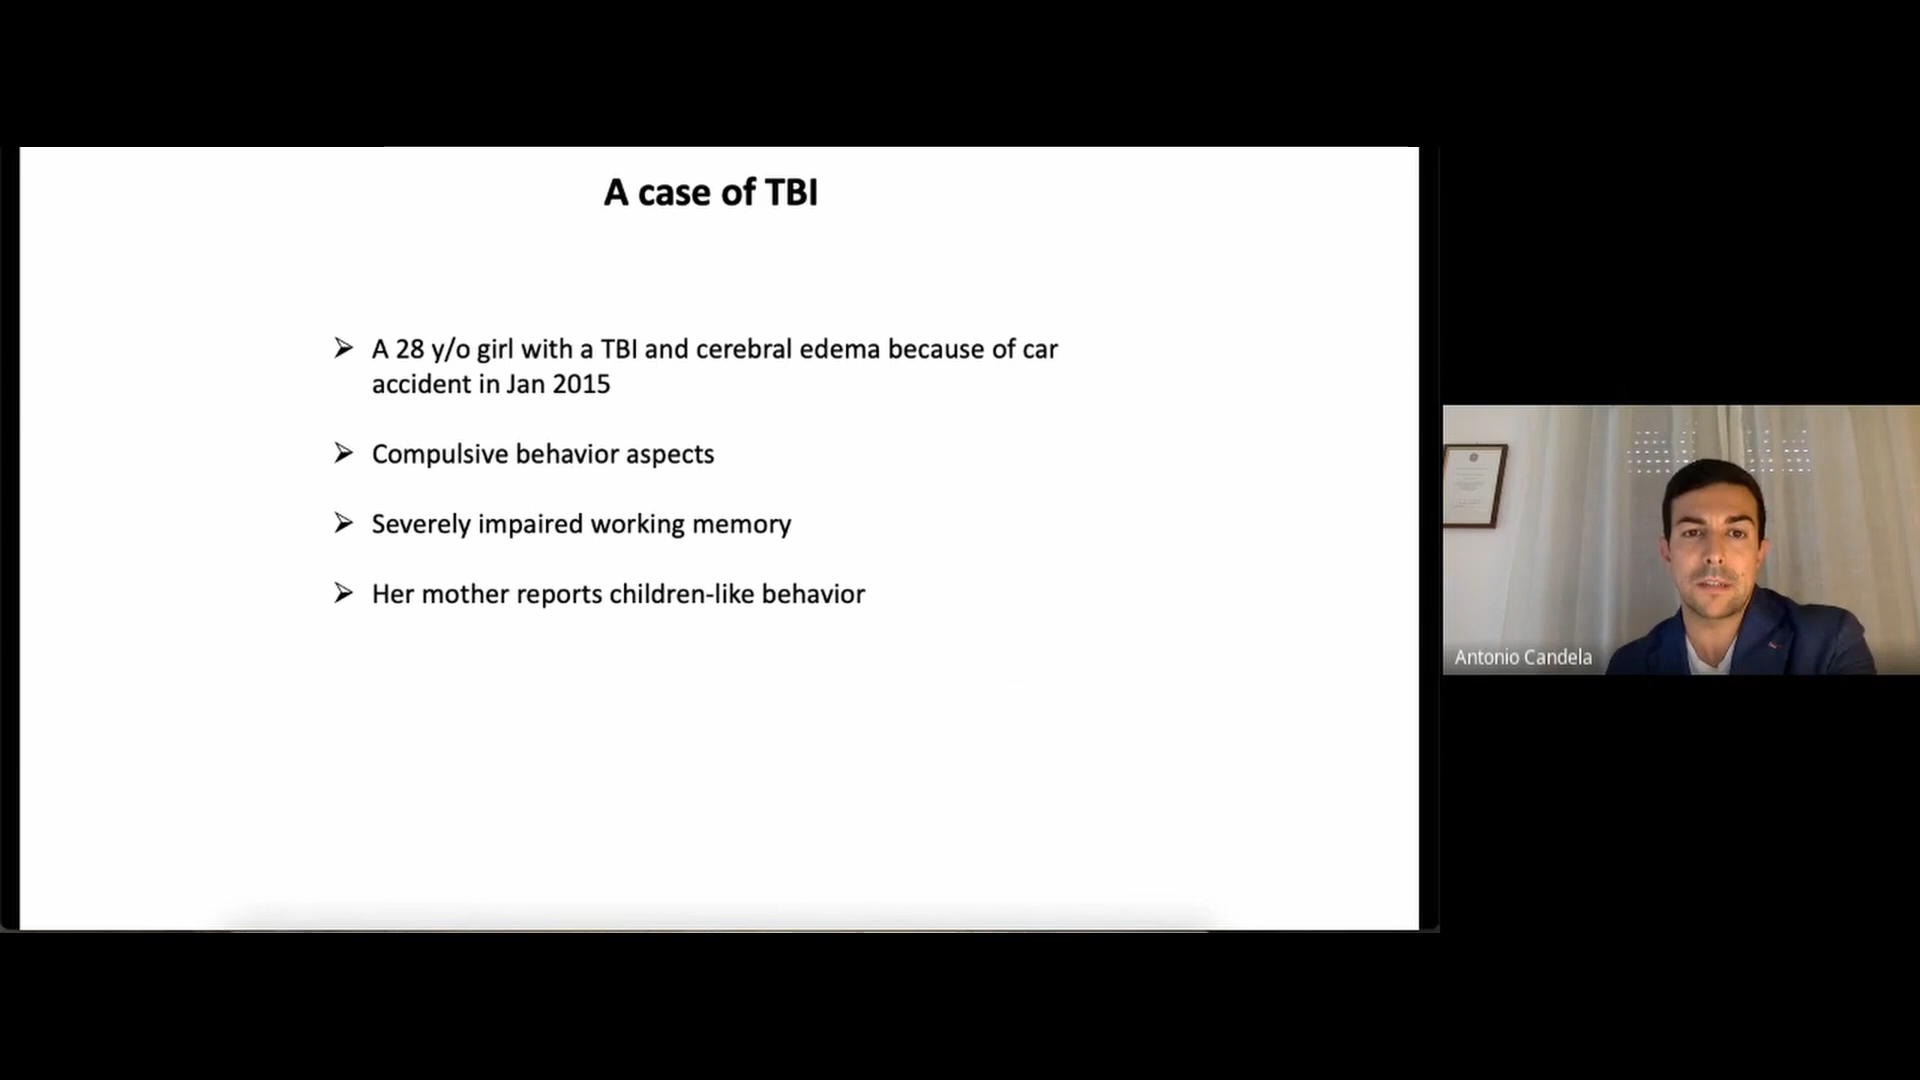 A case of TBI
➢ A 28 y/o girl with a TBI and cerebral edema because of car
accident in Jan 2015
➢ Compulsive behavior aspects
➢ Severely impaired working memory
➢ Her mother reports children-like behavior
Antonio Candela